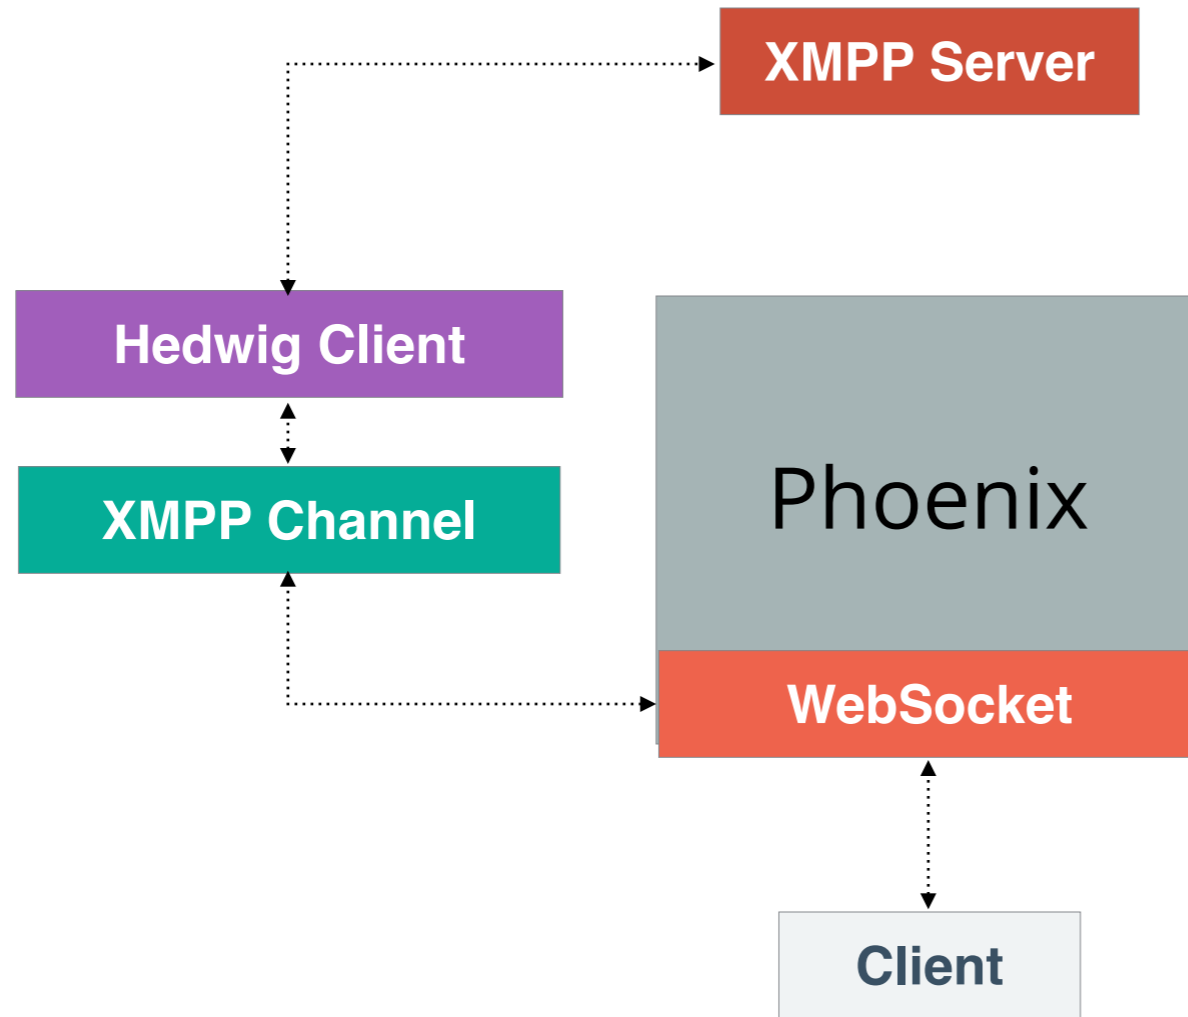 XMPP Server
Hedwig Client
XMPP Channel
Phoenix
WebSocket
Client